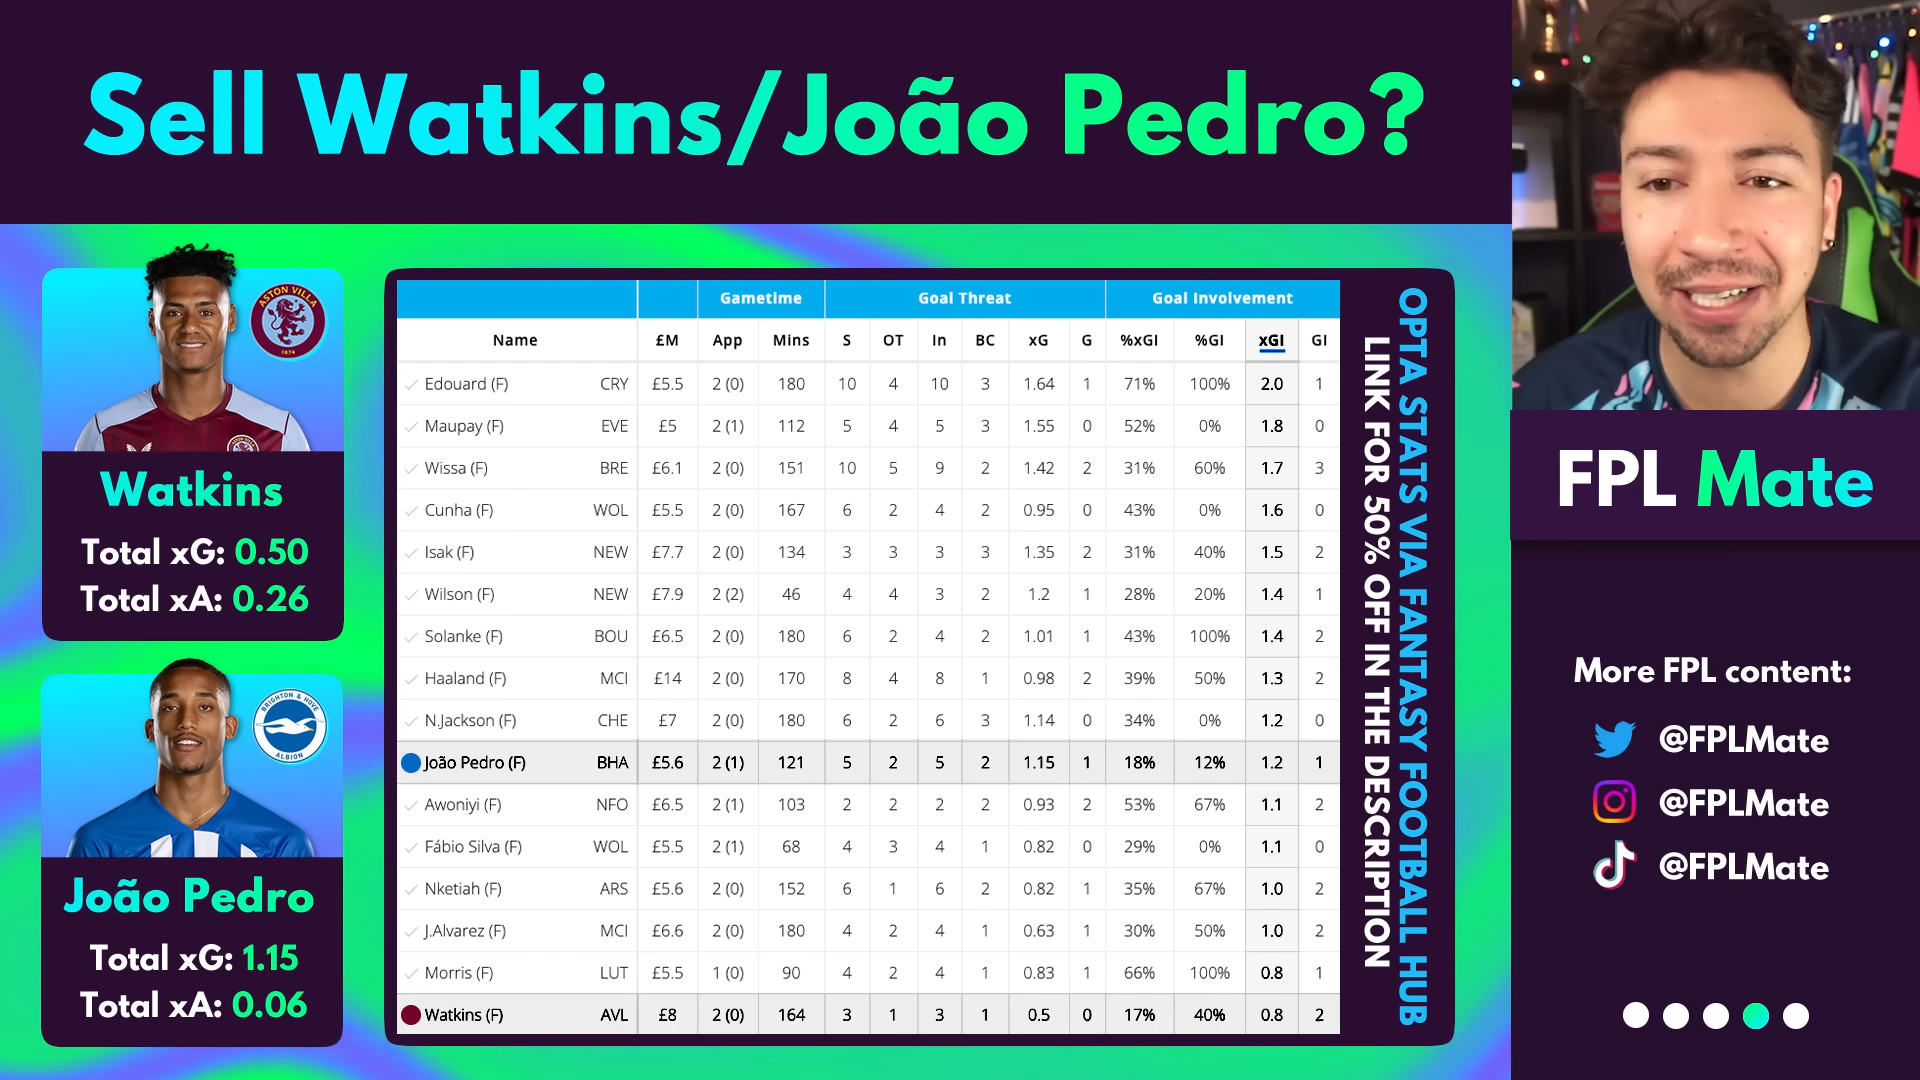 Sell Watkins/João Pedro?
ASTON VILLA
1874
Watkins
Total xG: 0.50
Total xA: 0.26
BRIGHTON & HOVE
ALBION
João Pedro
Total xG: 1.15
Total xA: 0.06
Gametime Goal Threat Goal Involvement
Name £M App Mins S OT In BC xG G %xGI %GI xGI GI
Edouard (F) CRY £5.5 2 (0) 180 10 4 10 3 1.64 1 71% 100% 2.0 1
Maupay (F) EVE £5 2 (1) 112 5 4 5 3 1.55 0 52% 0% 1.8 0
Wissa (F) BRE £6.1 2 (0) 151 10 5 9 2 1.42 2 31% 60% 1.7 3
Cunha (F) WOL £5.5 2 (0) 167 6 2 4 2 0.95 0 43% 0% 1.6 0
Isak (F) NEW £7.7 2 (0) 134 3 3 3 3 1.35 2 31% 40% 1.5 2
Wilson (F) NEW £7.9 2 (2) 46 4 4 3 2 1.2 1 28% 20% 1.4 1
Solanke (F) BOU £6.5 2 (0) 180 6 2 4 2 1.01 1 43% 100% 1.4 2
Haaland (F) MCI £14 2 (0) 170 8 4 8 1 0.98 2 39% 50% 1.3 2
N.Jackson (F) CHE £7 2 (0) 180 6 2 6 3 1.14 0 34% 0% 1.2 0
João Pedro (F) BHA £5.6 2 (1) 121 5 2 5 2 1.15 1 18% 12% 1.2 1
Awoniyi (F) NFO £6.5 2 (1) 103 2 2 2 2 0.93 2 53% 67% 1.1 2
Fábio Silva (F) WOL £5.5 2 (1) 68 4 3 4 1 0.82 0 29% 0% 1.1 0
Nketiah (F) ARS £5.6 2 (0) 152 6 1 6 2 0.82 1 35% 67% 1.0 2
J.Alvarez (F) MCI £6.6 2 (0) 180 4 2 4 1 0.63 1 30% 50% 1.0 2
Morris (F) LUT £5.5 1 (0) 90 4 2 4 1 0.83 1 66% 100% 0.8 1
Watkins (F) AVL £8 2 (0) 164 3 1 3 1 0.5 0 17% 40% 0.8 2
OPTA STATS VIA FANTASY FOOTBALL HUB
LINK FOR 50% OFF IN THE DESCRIPTION
FPL Mate
More FPL content:
@FPLMate
@FPLMate
@FPLMate